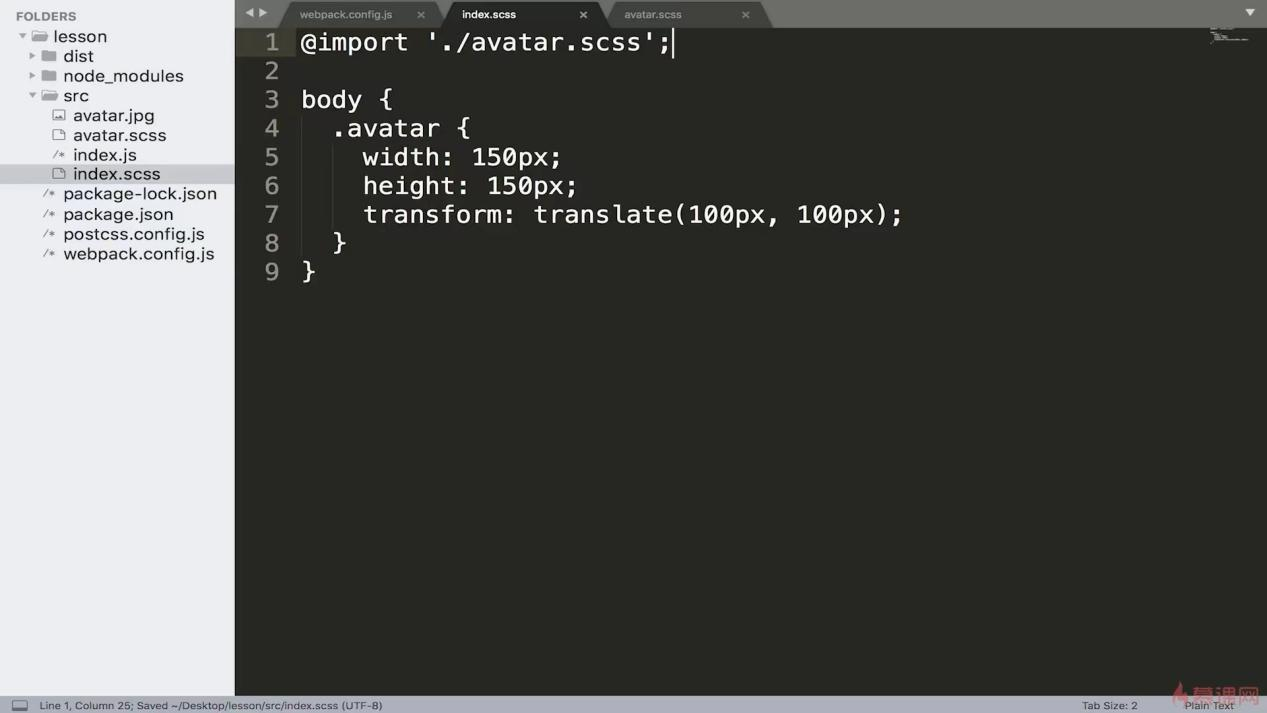 FOLDERS
lesson
dist
node_modules
src
avatar.jpg
avatar.scss
index.js
index.scss
package-lock.json
package.json
postcss.config.js
webpack.config.js
webpack.config.js
index.scss
avatar.scss
1 @import './avatar.scss';
2
3 body {
4 .avatar {
5 width: 150px;
6 height: 150px;
7 transform: translate(100px, 100px);
8 }
9 }
慕课网
Line 1, Column 25; Saved ~/Desktop/lesson/src/index.scss (UTF-8)
Tab Size: 2
Plain Text